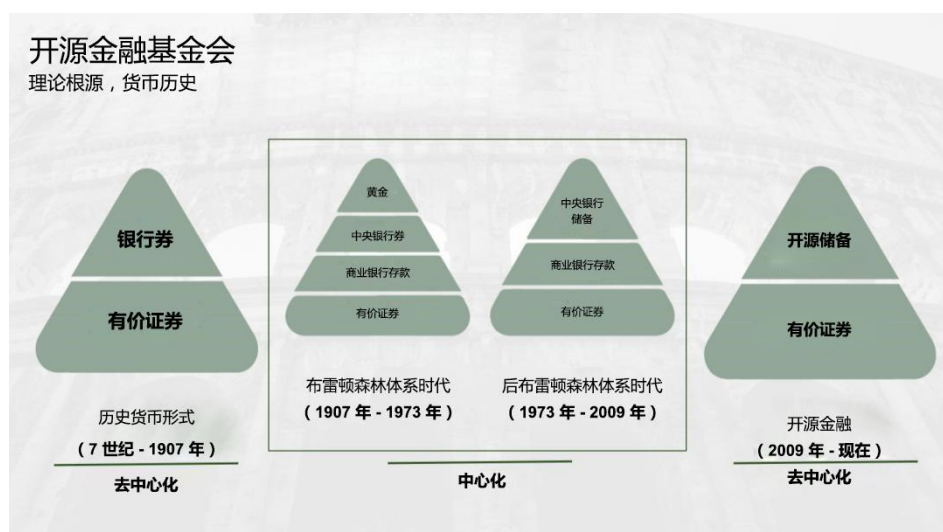 开源金融基金会
理论根源，货币历史
银行券
有价证券
历史货币形式
（7 世纪 - 1907 年）
去中心化
黄金
中央银行券
商业银行存款
有价证券
布雷顿森林体系时代
（1907 年 - 1973 年）
中央银行
储备
商业银行存款
有价证券
后布雷顿森林体系时代
（1973 年 - 2009 年）
中心化
开源储备
有价证券
开源金融
（2009 年 - 现在）
去中心化